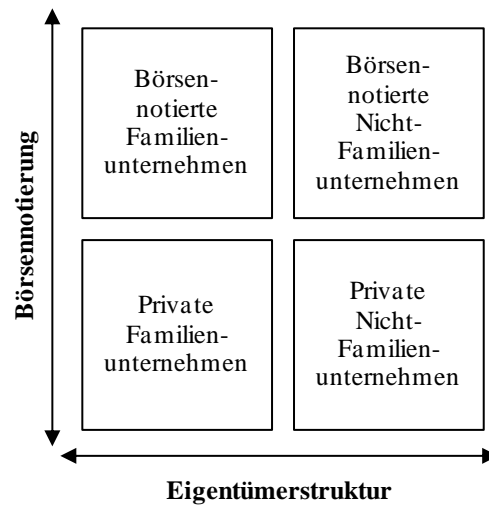 Börsennotierung
Börsen-
notierte
Familien-
unternehmen
Börsen-
notierte
Nicht-
Familien-
unternehmen
Private
Familien-
unternehmen
Private
Nicht-
Familien-
unternehmen
Eigentümerstruktur